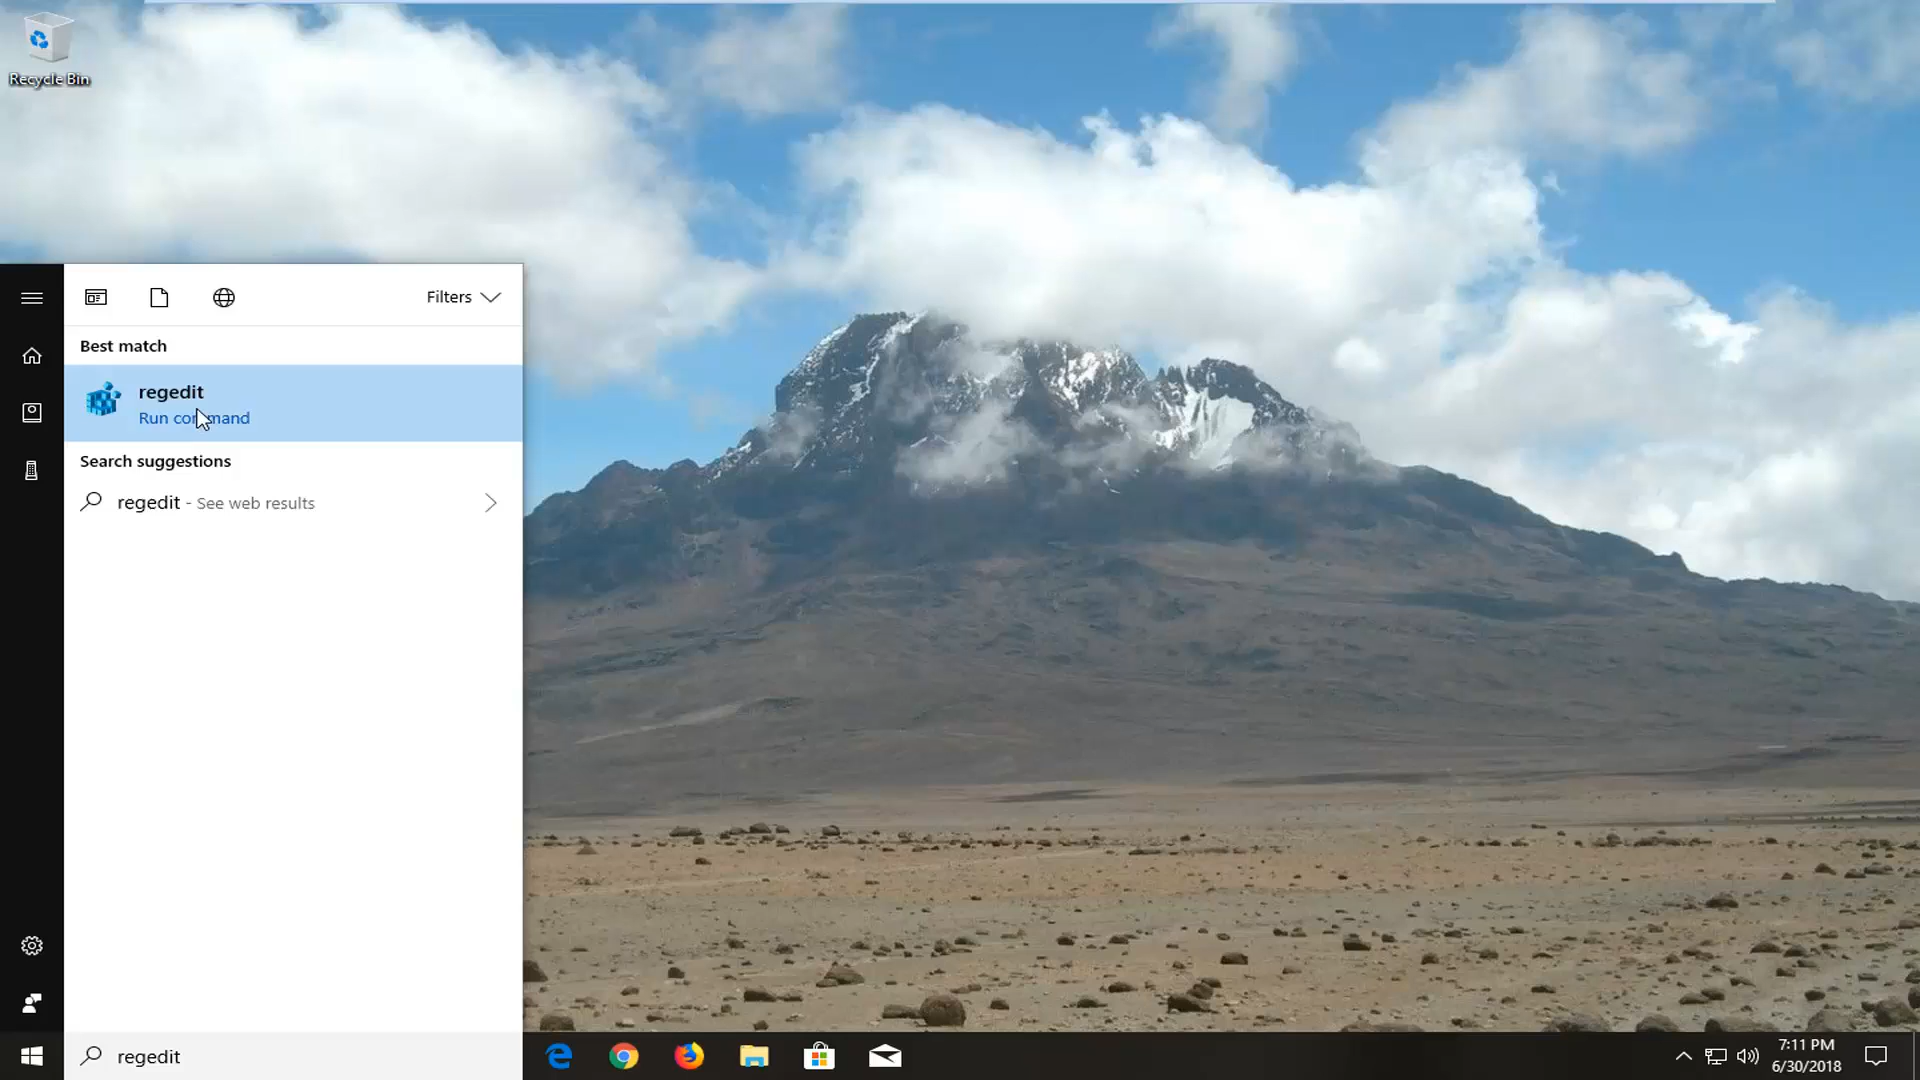 Recycle Bin
Filters
Best match
regedit
Run command
Search suggestions
regedit - See web results
regedit
7:11 PM
6/30/2018